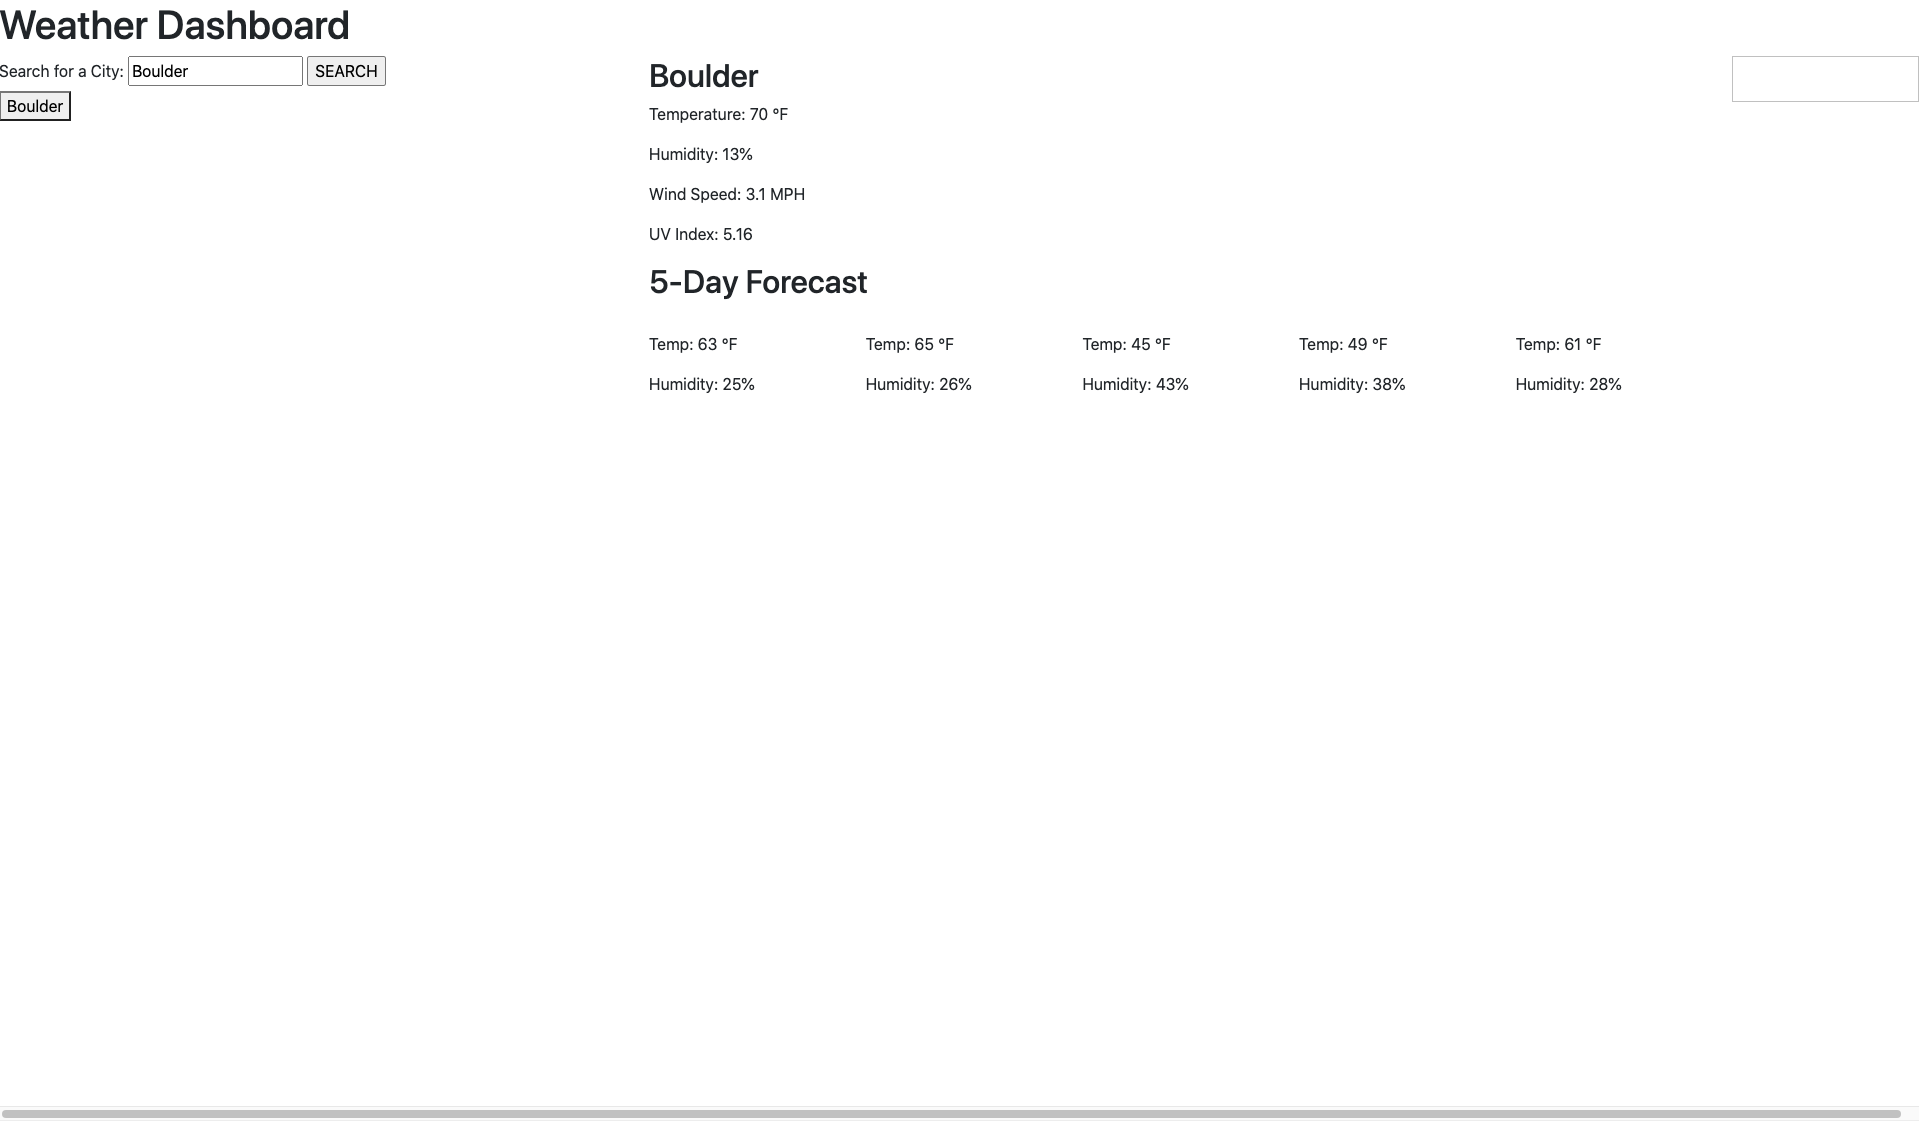 Weather Dashboard
Search for a City: Boulder SEARCH
Boulder
Boulder
Temperature: 70 °F
Humidity: 13%
Wind Speed: 3.1 MPH
UV Index: 5.16
5-Day Forecast
Temp: 63 °F Temp: 65 °F Temp: 45 °F Temp: 49 °F Temp: 61 °F
Humidity: 25% Humidity: 26% Humidity: 43% Humidity: 38% Humidity: 28%